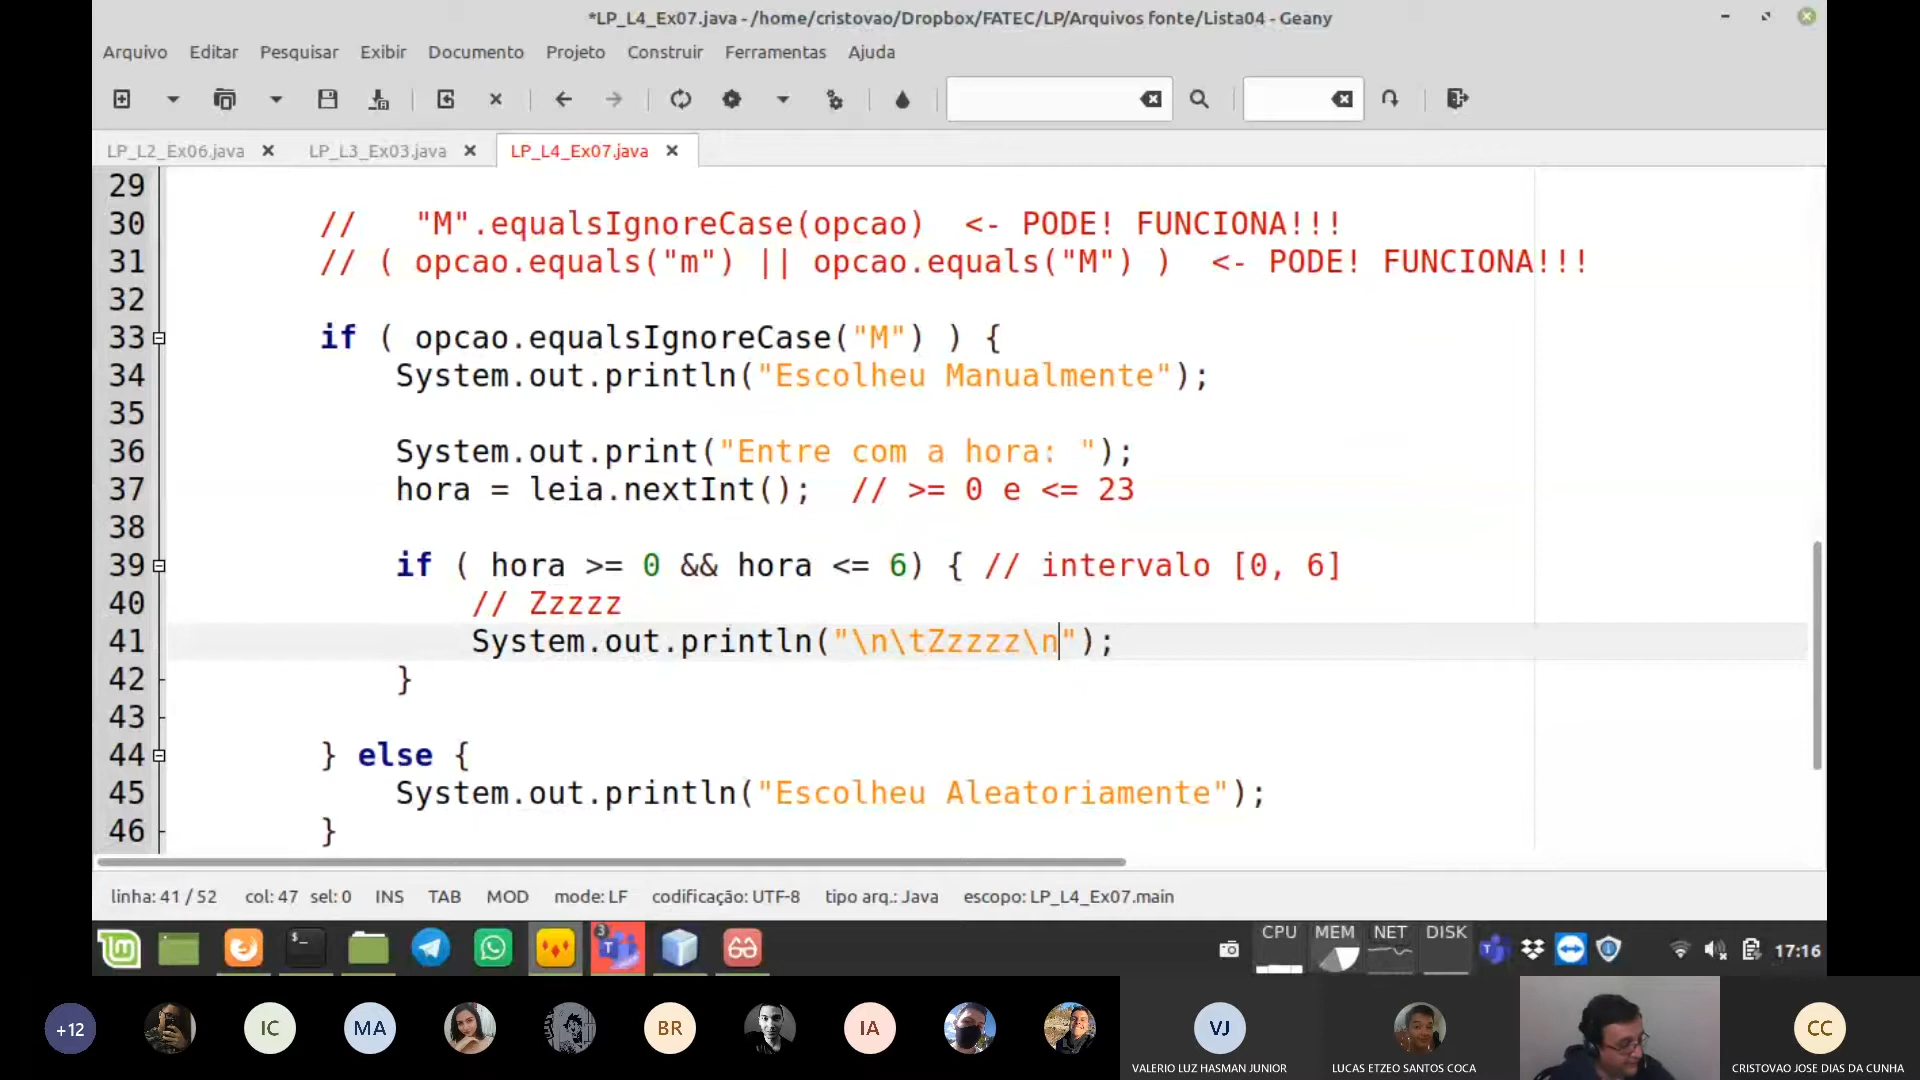 *LP_L4_Ex07.java - /home/cristovao/Dropbox/FATEC/LP/Arquivos fonte/Lista04 - Geany
Arquivo Editar Pesquisar Exibir Documento Projeto Construir Ferramentas Ajuda
LP_L2_Ex06.java LP_L3_Ex03.java LP_L4_Ex07.java
29
30 // "M".equalsIgnoreCase(opcao) <- PODE! FUNCIONA!!!
31 // ( opcao.equals("m") || opcao.equals("M") ) <- PODE! FUNCIONA!!!
32
33 if ( opcao.equalsIgnoreCase("M") ) {
34 System.out.println("Escolheu Manualmente");
35
36 System.out.print("Entre com a hora: ");
37 hora = leia.nextInt(); // >= 0 e <= 23
38
39 if ( hora >= 0 && hora <= 6) { // intervalo [0, 6]
40 // Zzzzz
41 System.out.println("\n\tZzzzz\n");
42 }
43
44 } else {
45 System.out.println("Escolheu Aleatoriamente");
46 }
linha: 41 / 52 col: 47 sel: 0 INS TAB MOD mode: LF codificação: UTF-8 tipo arq.: Java escopo: LP_L4_Ex07.main
3 CPU MEM NET DISK 17:16
+12 IC MA BR IA VJ CC
VALERIO LUZ HASMAN JUNIOR LUCAS ETZEO SANTOS COCA CRISTOVAO JOSE DIAS DA CUNHA